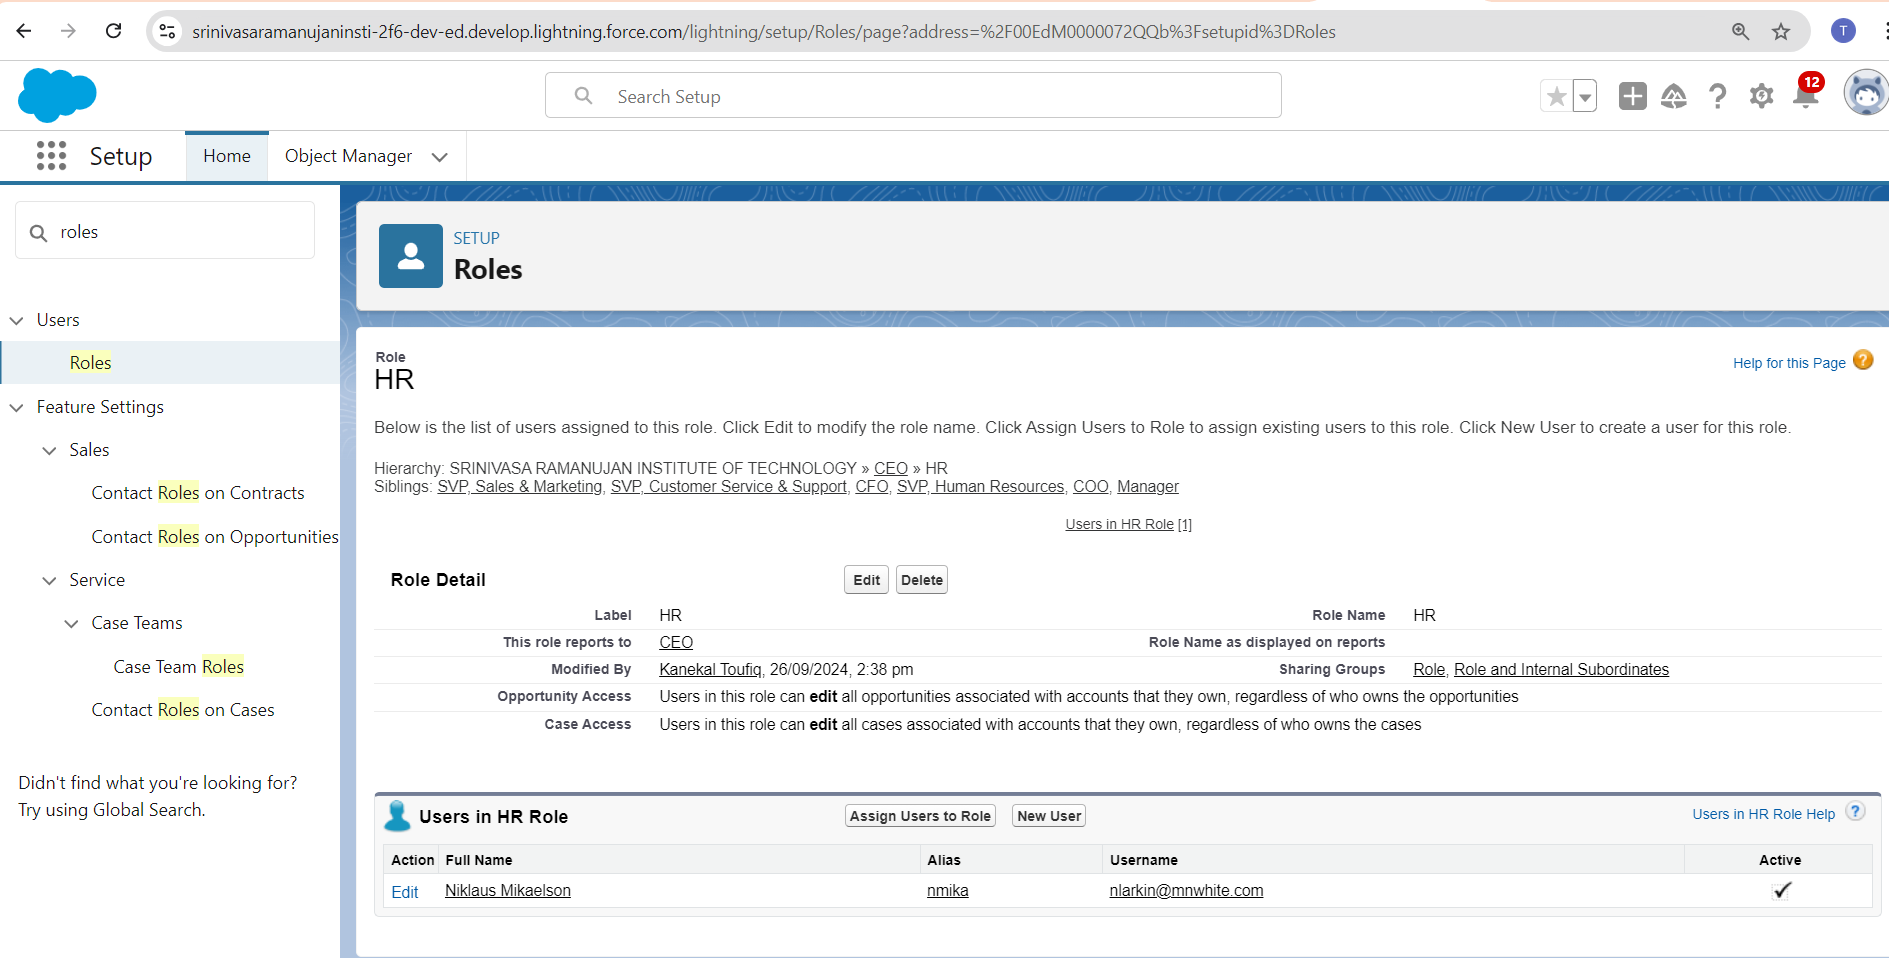 srinivasaramanujaninsti-2f6-dev-ed.develop.lightning.force.com/lightning/setup/Roles/page?address=%2F00EdM0000072QQb%3Fsetupid%3DRoles
T
Search Setup
12
Setup
Home
Object Manager
roles
Users
Roles
Feature Settings
Sales
Contact Roles on Contracts
Contact Roles on Opportunities
Service
Case Teams
Case Team Roles
Contact Roles on Cases
Didn't find what you're looking for?
Try using Global Search.
SETUP
Roles
Role
HR
Help for this Page ?
Below is the list of users assigned to this role. Click Edit to modify the role name. Click Assign Users to Role to assign existing users to this role. Click New User to create a user for this role.
Hierarchy: SRINIVASA RAMANUJAN INSTITUTE OF TECHNOLOGY » CEO » HR
Siblings: SVP, Sales & Marketing, SVP, Customer Service & Support, CFO, SVP, Human Resources, COO, Manager
Users in HR Role [1]
Role Detail Edit Delete
Label HR Role Name HR
This role reports to CEO Role Name as displayed on reports
Modified By Kanekal Toufiq, 26/09/2024, 2:38 pm Sharing Groups Role, Role and Internal Subordinates
Opportunity Access Users in this role can edit all opportunities associated with accounts that they own, regardless of who owns the opportunities
Case Access Users in this role can edit all cases associated with accounts that they own, regardless of who owns the cases
Users in HR Role Assign Users to Role New User Users in HR Role Help ?
Action Full Name Alias Username Active
Edit Niklaus Mikaelson nmika nlarkin@mnwhite.com